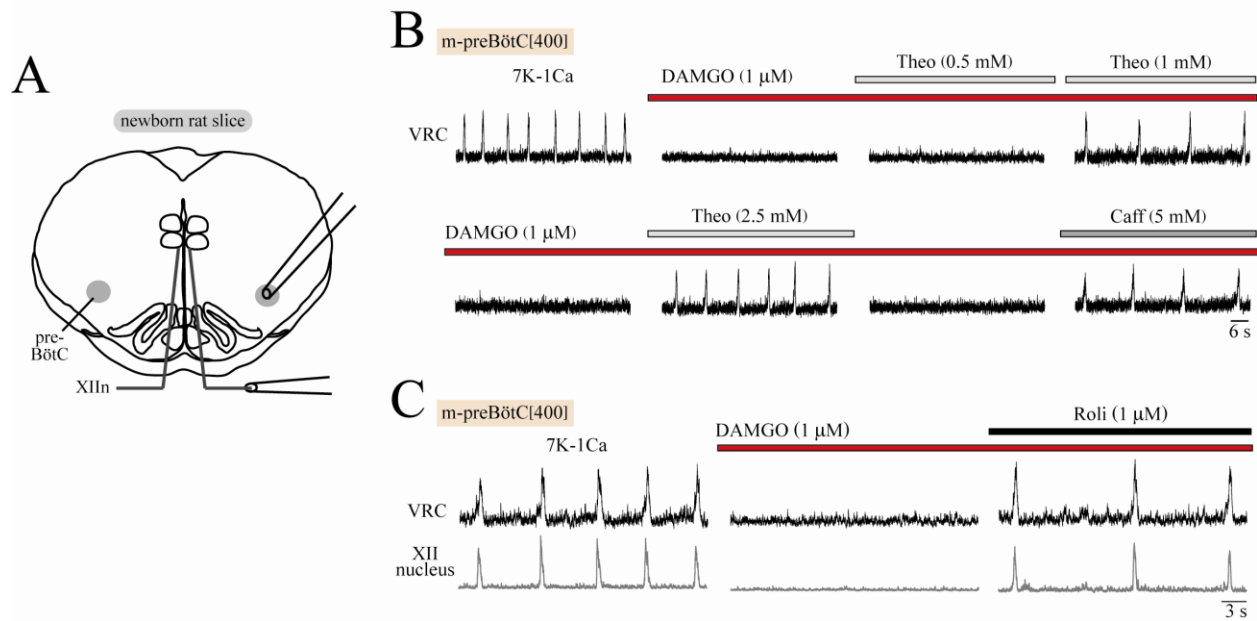 A
newborn rat slice
pre-
BötC
XIIn
B
m-preBötC[400]
7K-1Ca
DAMGO (1 μM)
Theo (0.5 mM)
Theo (1 mM)
VRC
DAMGO (1 μM)
Theo (2.5 mM)
Caff (5 mM)
6 s
C
m-preBötC[400]
7K-1Ca
DAMGO (1 μM)
Roli (1 μM)
VRC
XII
nucleus
3 s